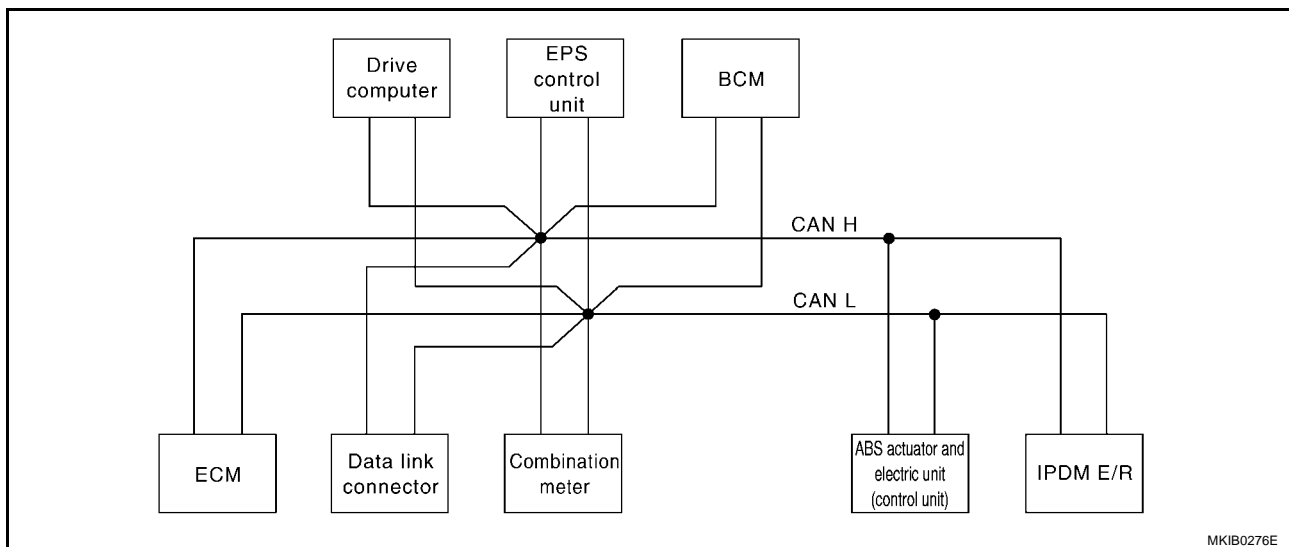 Drive
computer
EPS
control
unit
BCM
CAN H
CAN L
ECM
Data link
connector
Combination
meter
ABS actuator and
electric unit
(control unit)
IPDM E/R
MKIB0276E